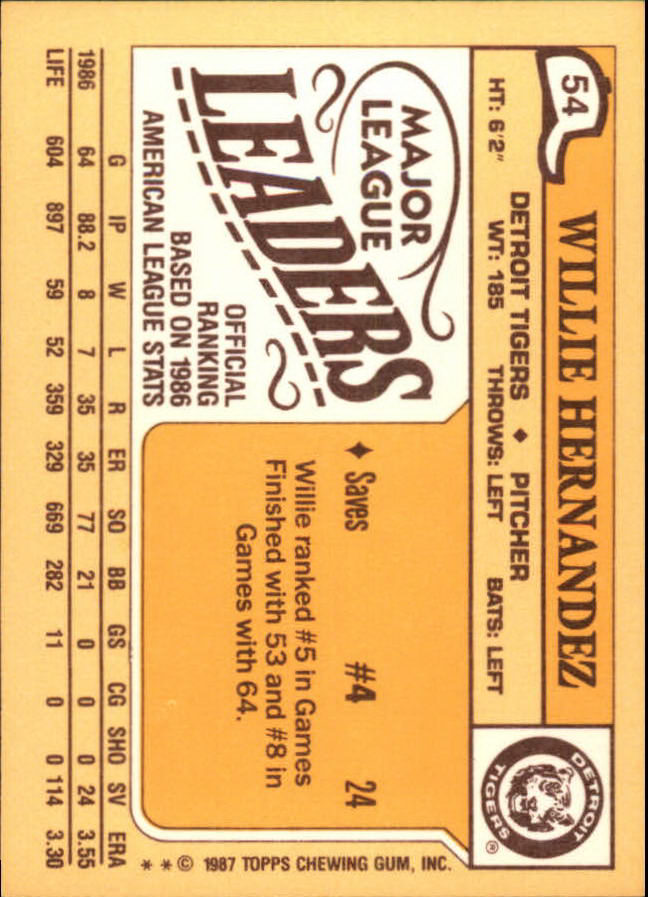 54
WILLIE HERNANDEZ
DETROIT TIGERS ♦ PITCHER
HT: 6'2" WT: 185 THROWS: LEFT BATS: LEFT
DETROIT
TIGERS
®
MAJOR
LEAGUE
LEADERS
OFFICIAL
RANKING
BASED ON 1986
AMERICAN LEAGUE STATS
♦ Saves #4 24
Willie ranked #5 in Games
Finished with 53 and #8 in
Games with 64.
* * © 1987 TOPPS CHEWING GUM, INC.
G IP W L R ER SO BB GS CG SHO SV ERA
1986 64 88.2 8 7 35 35 77 21 0 0 0 24 3.55
LIFE 604 897 59 52 359 329 669 282 11 0 0 114 3.30